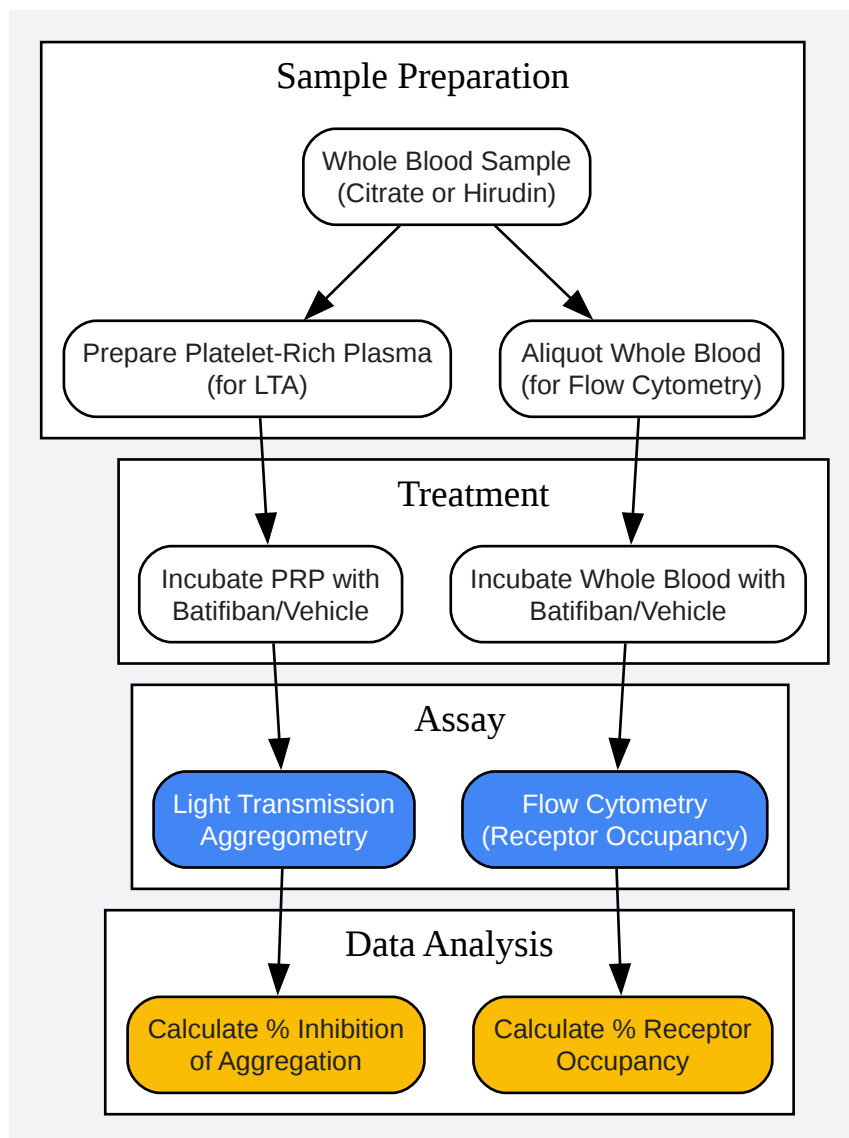 Sample Preparation
Whole Blood Sample
(Citrate or Hirudin)
Prepare Platelet-Rich Plasma
(for LTA)
Aliquot Whole Blood
(for Flow Cytometry)
Treatment
Incubate PRP with
Batifiban/Vehicle
Incubate Whole Blood with
Batifiban/Vehicle
Assay
Light Transmission
Aggregometry
Flow Cytometry
(Receptor Occupancy)
Data Analysis
Calculate % Inhibition
of Aggregation
Calculate % Receptor
Occupancy